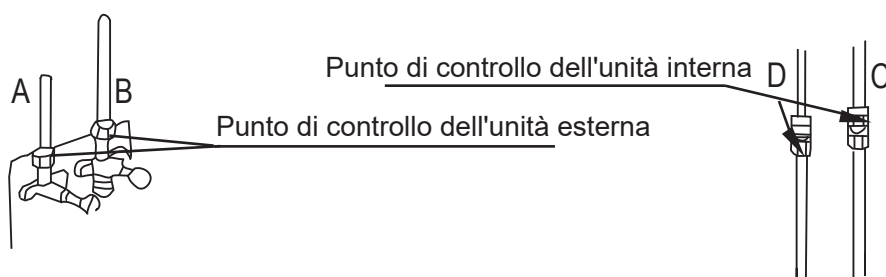 Punto di controllo dell'unità interna
D
C
A
B
Punto di controllo dell'unità esterna